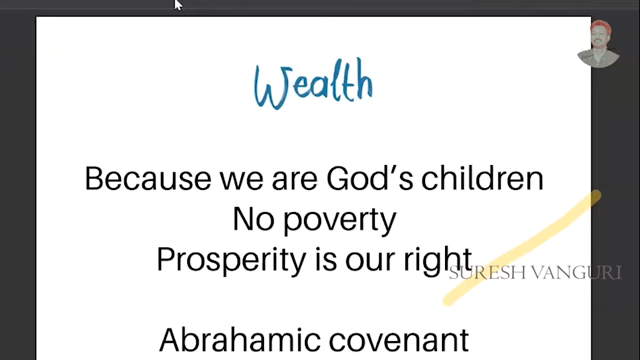 Wealth
Because we are God's children
No poverty
Prosperity is our right
SURESH VANGURI
Abrahamic covenant